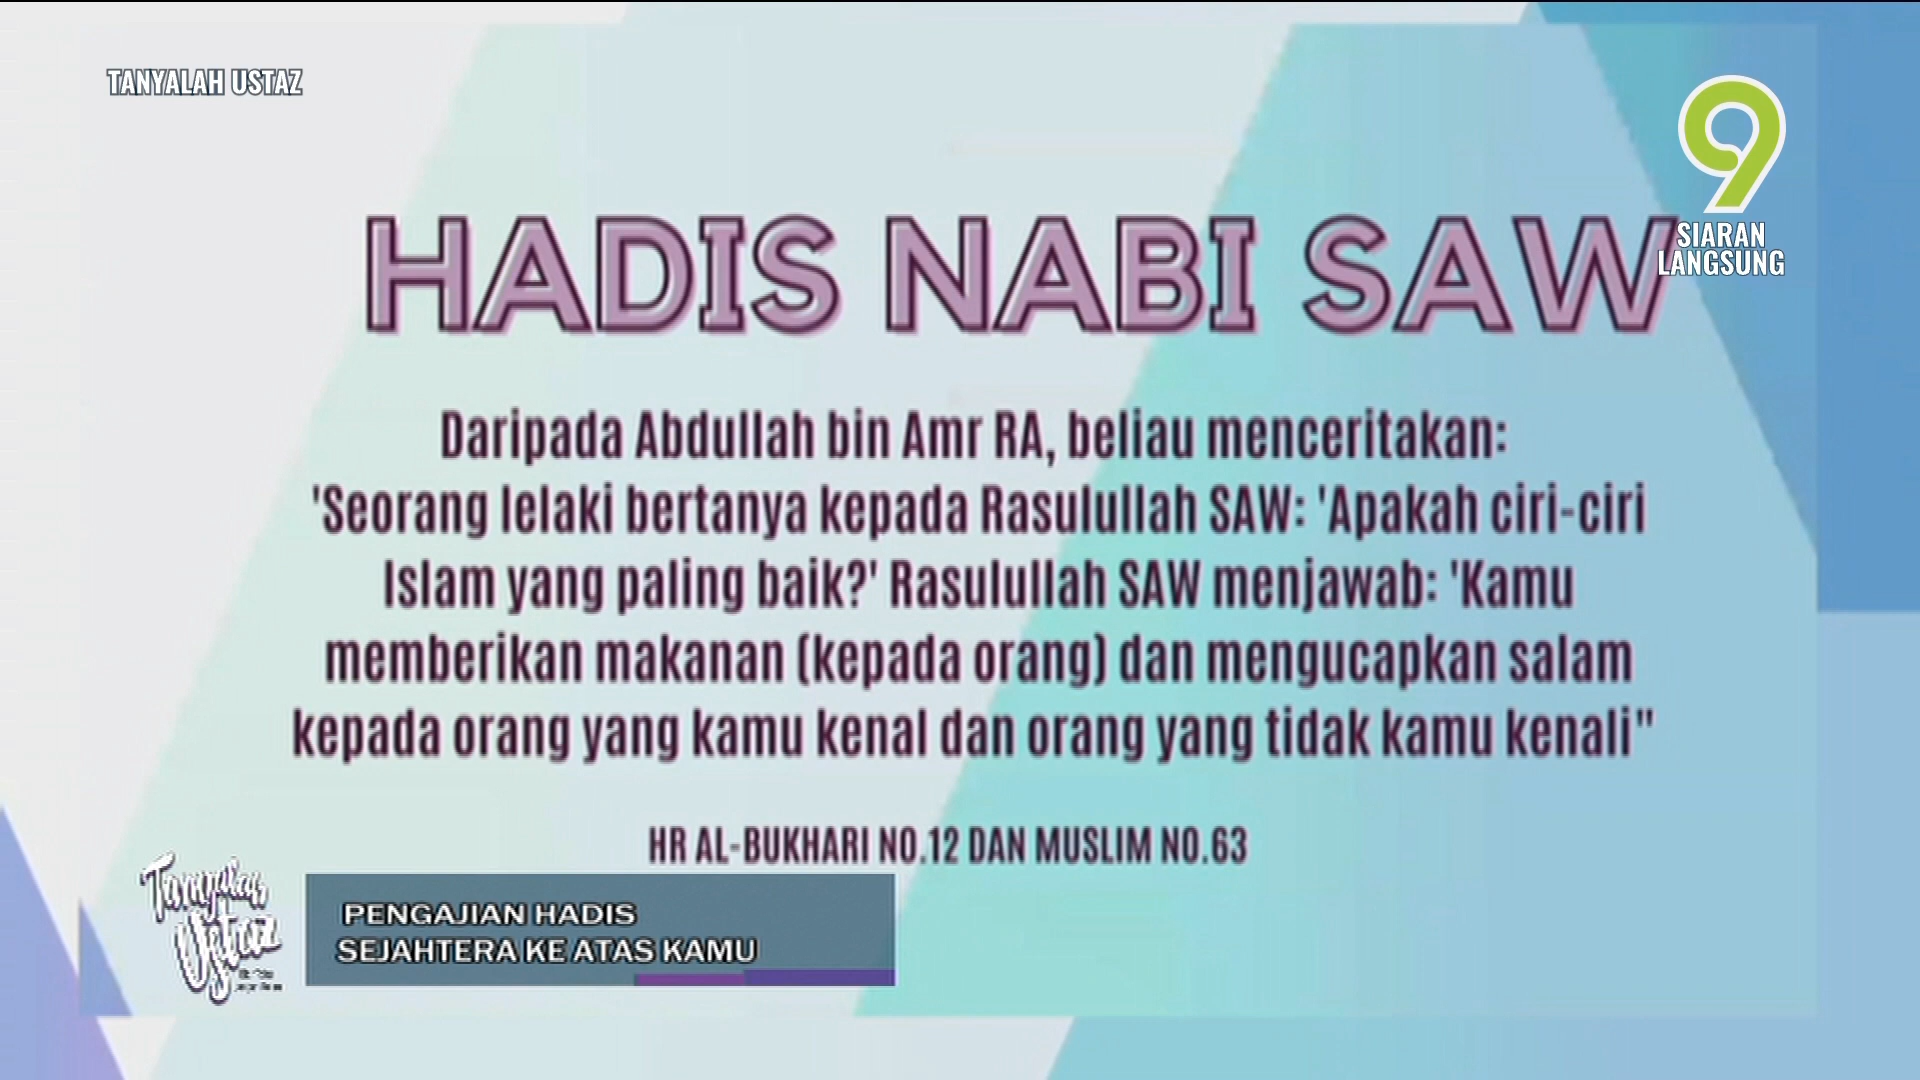 TANYALAH USTAZ
9
SIARAN
LANGSUNG
HADIS NABI SAW
Daripada Abdullah bin Amr RA, beliau menceritakan:
'Seorang lelaki bertanya kepada Rasulullah SAW: 'Apakah ciri-ciri
Islam yang paling baik?' Rasulullah SAW menjawab: 'Kamu
memberikan makanan (kepada orang) dan mengucapkan salam
kepada orang yang kamu kenal dan orang yang tidak kamu kenali"
HR AL-BUKHARI NO.12 DAN MUSLIM NO.63
Tanyalah
Ustaz
PENGAJIAN HADIS
SEJAHTERA KE ATAS KAMU